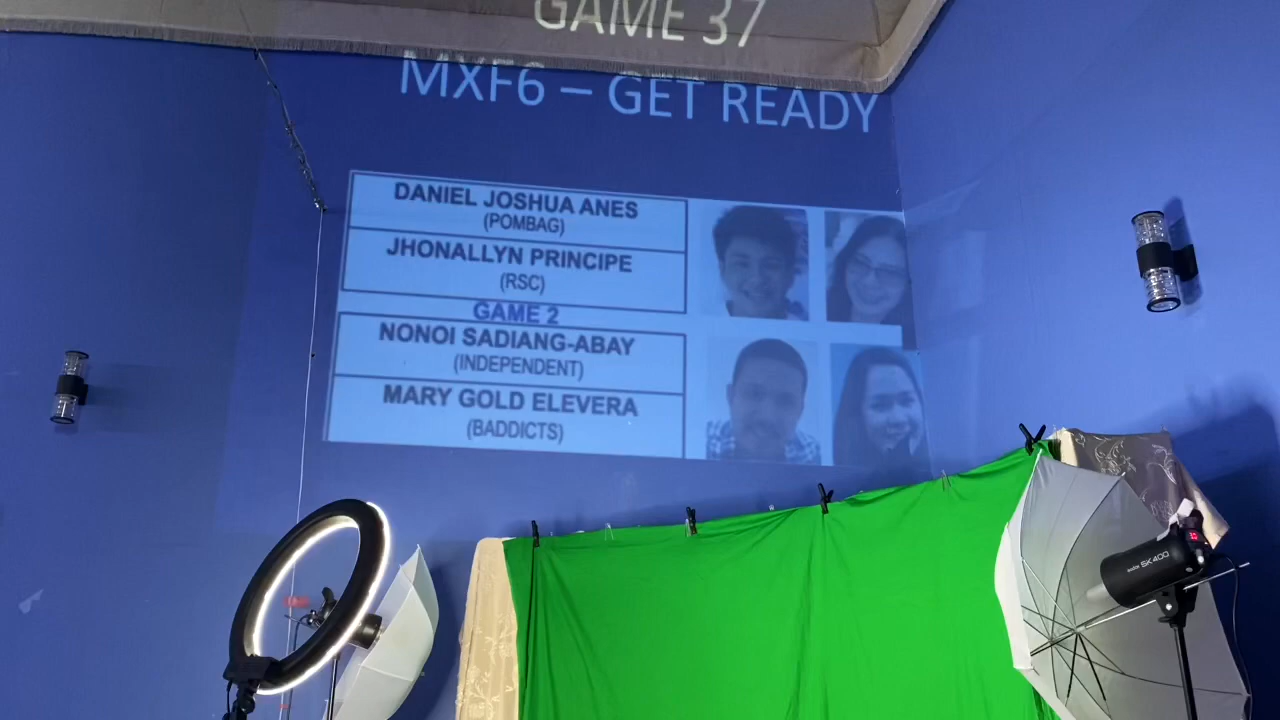 GAME 37
MXF6 – GET READY
DANIEL JOSHUA ANES
(POMBAG)
JHONALLYN PRINCIPE
(RSC)
GAME 2
NONOI SADIANG-ABAY
(INDEPENDENT)
MARY GOLD ELEVERA
(BADDICTS)
godox SK400